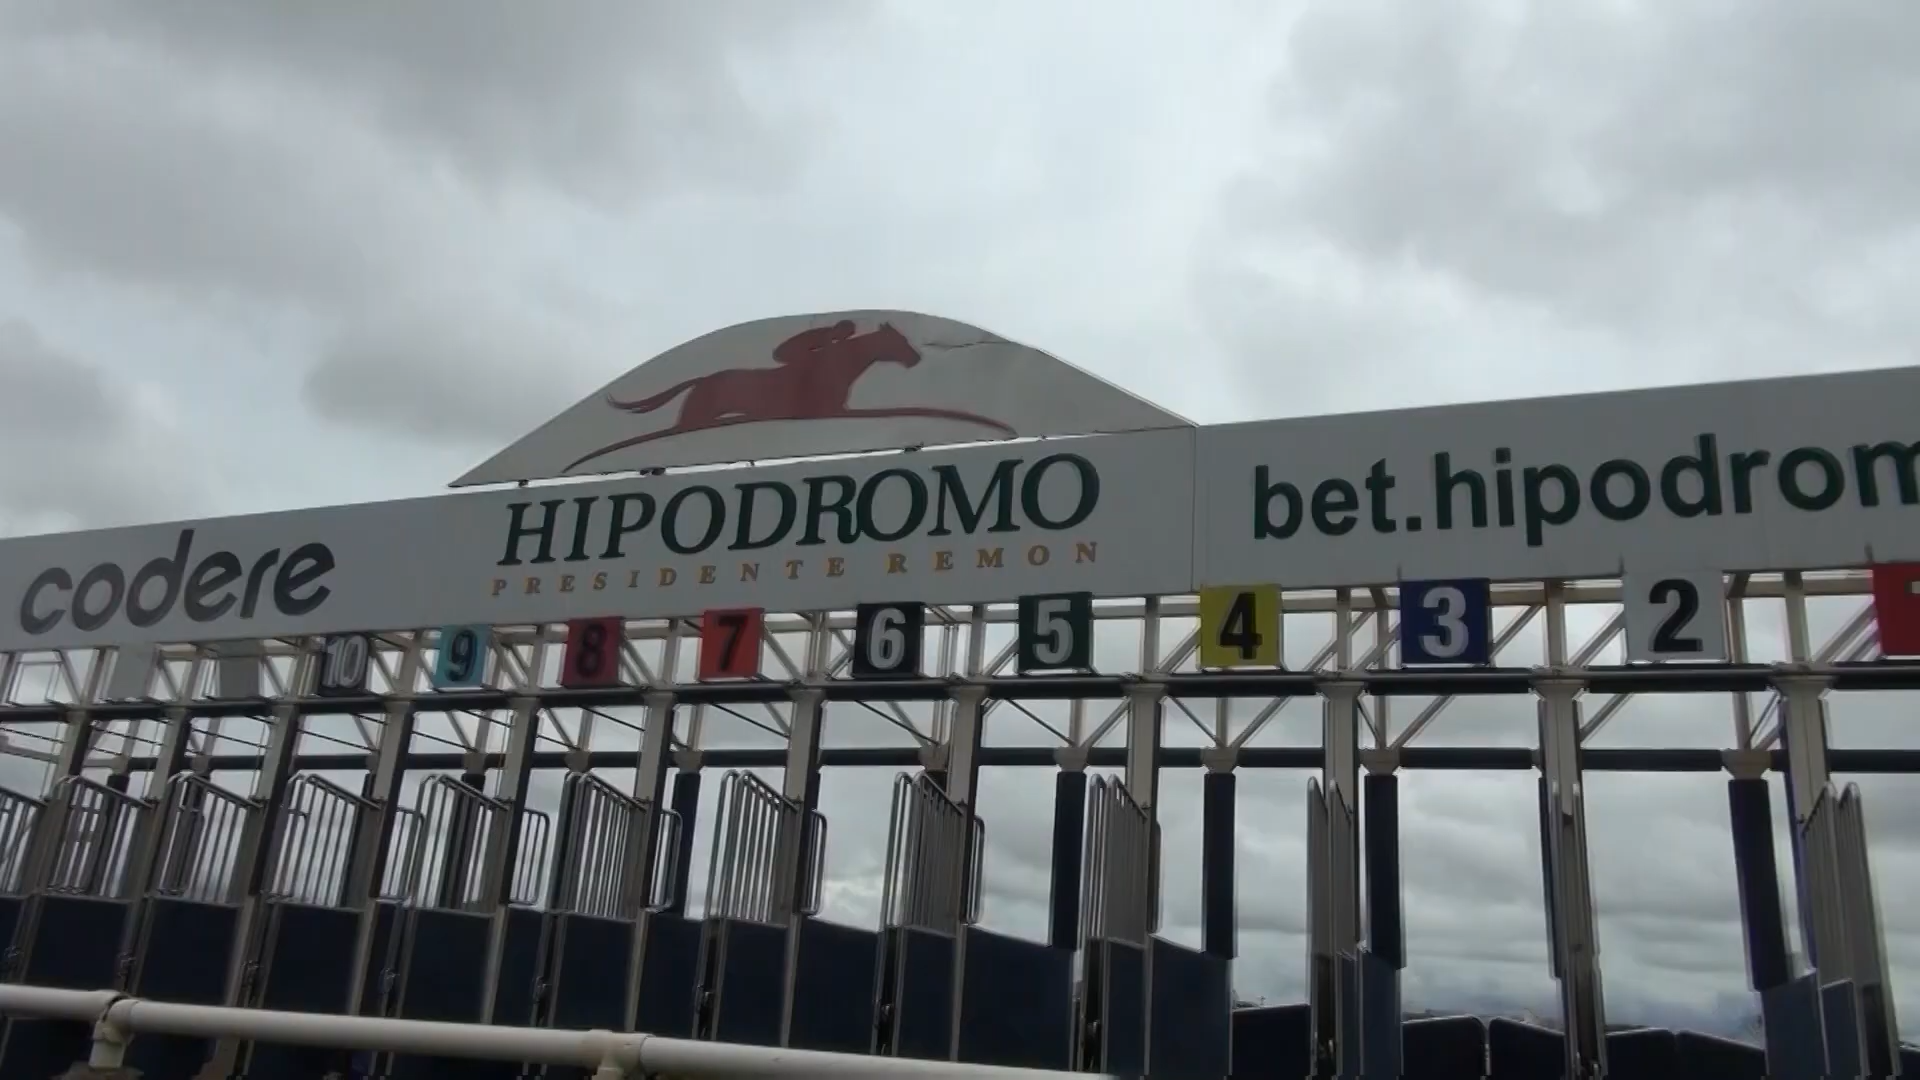 codere
HIPODROMO
PRESIDENTE REMON
bet.hipodrom
10 9 8 7 6 5 4 3 2